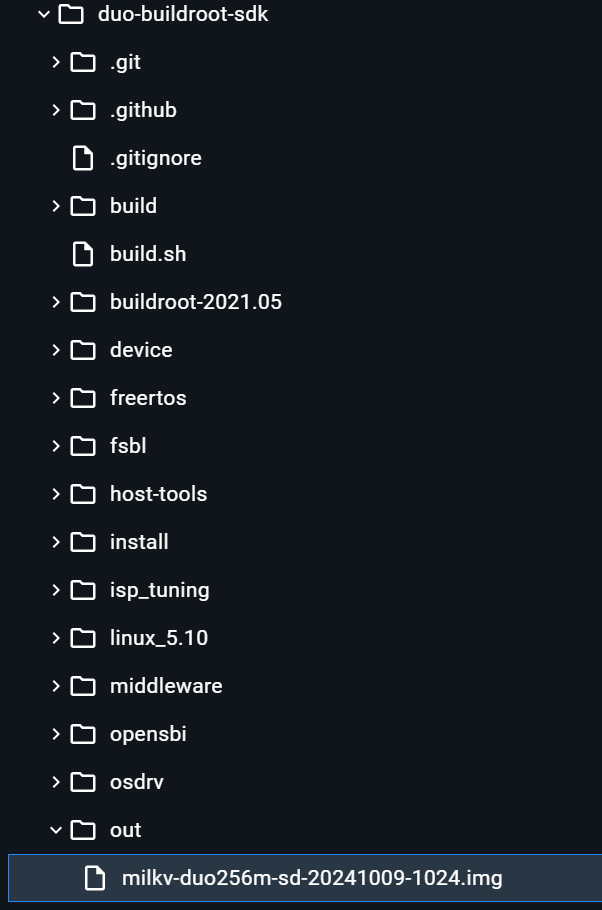 duo-buildroot-sdk
.git
.github
.gitignore
build
build.sh
buildroot-2021.05
device
freertos
fsbl
host-tools
install
isp_tuning
linux_5.10
middleware
opensbi
osdrv
out
milkv-duo256m-sd-20241009-1024.img